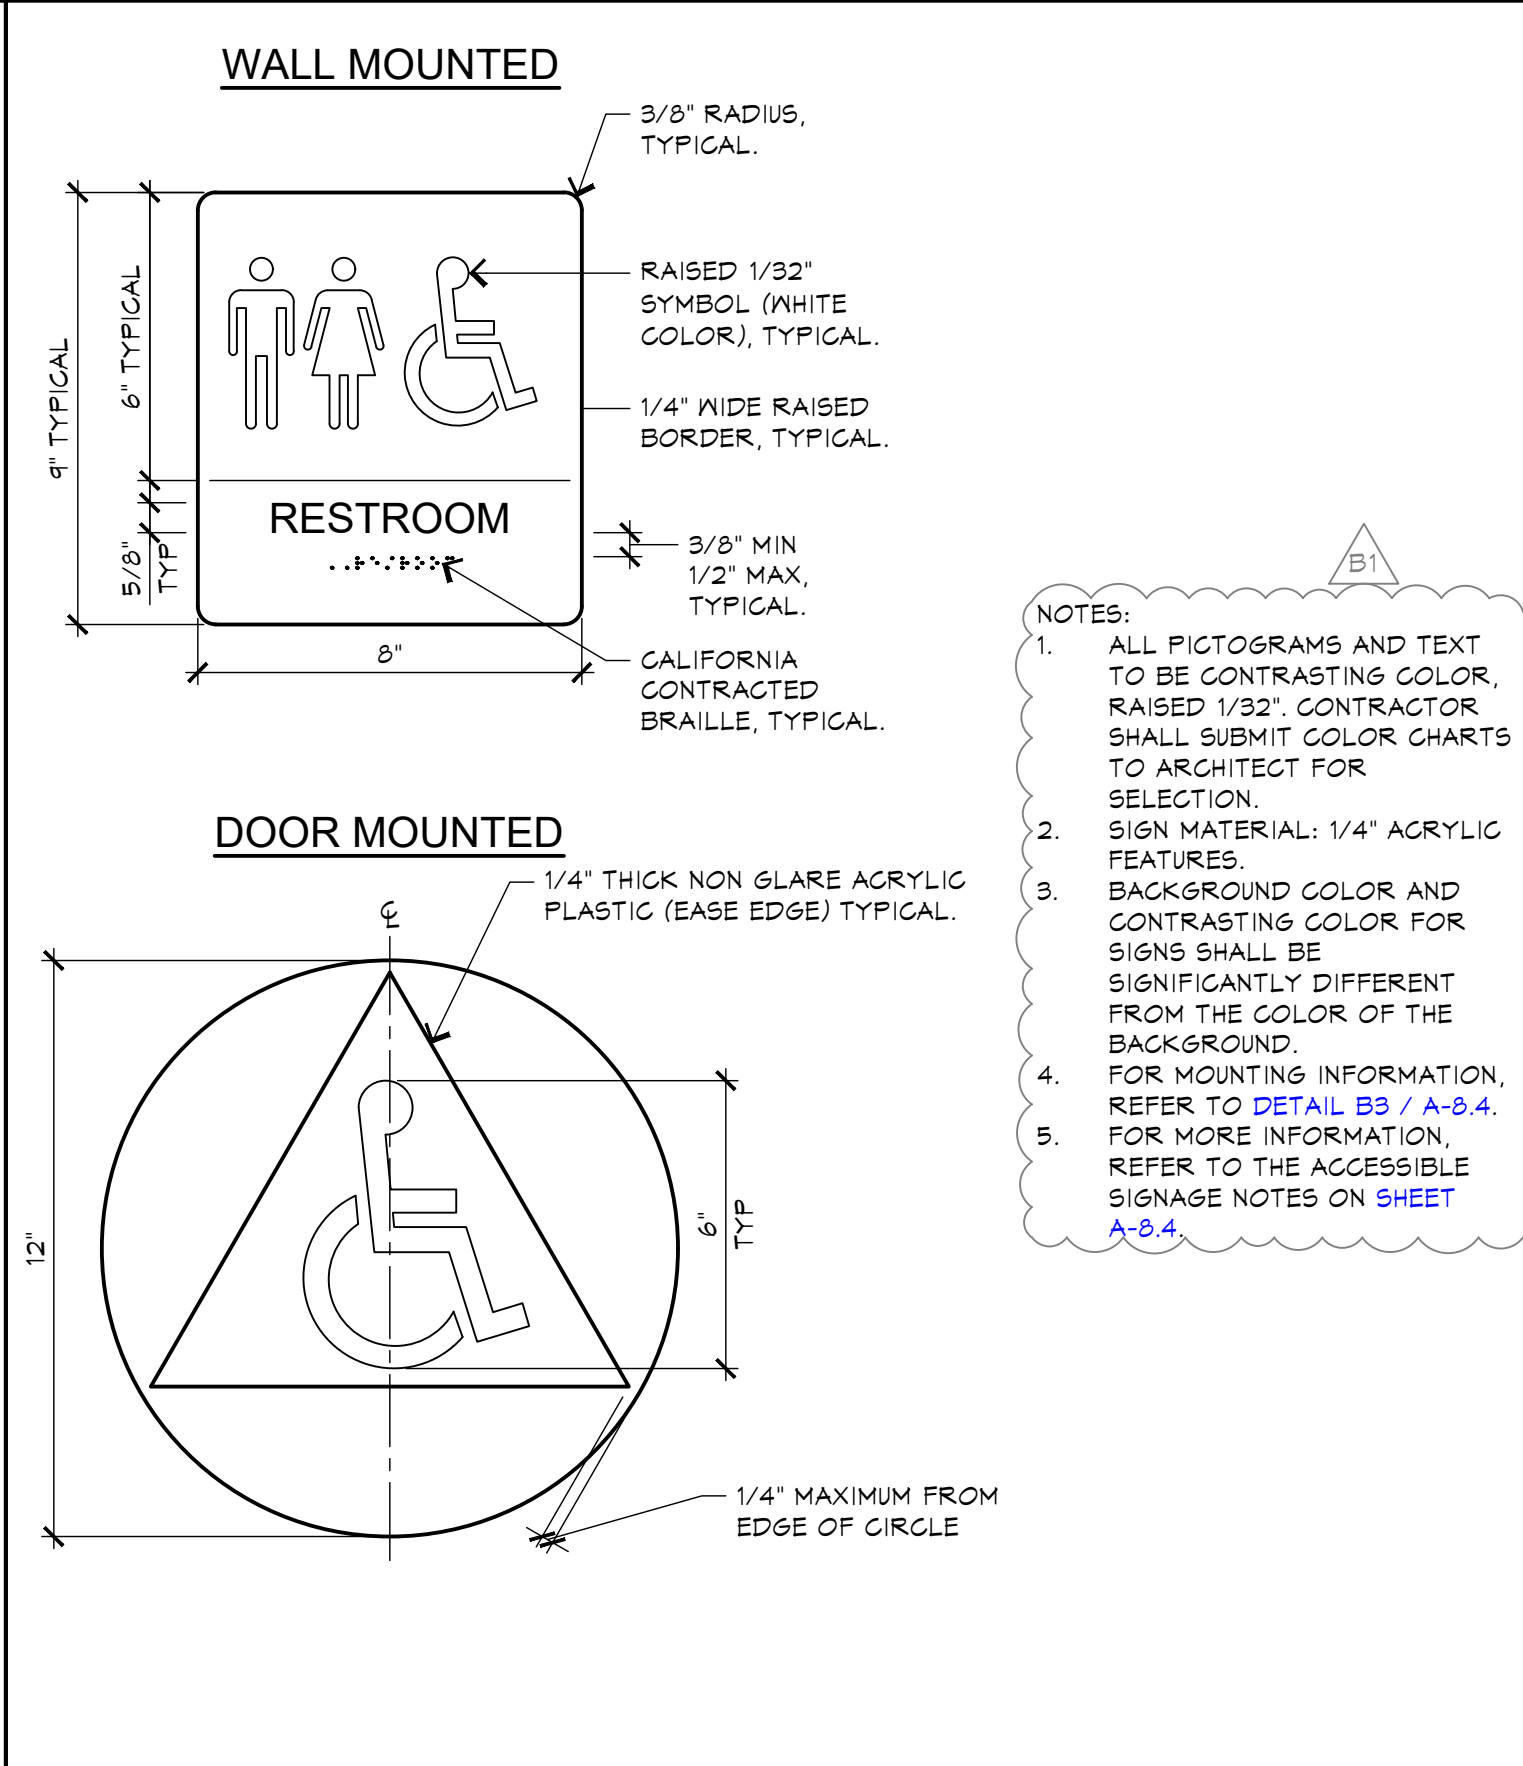 WALL MOUNTED
3/8" RADIUS,
TYPICAL.
9" TYPICAL
6" TYPICAL
RAISED 1/32"
SYMBOL (WHITE
COLOR), TYPICAL.
1/4" WIDE RAISED
BORDER, TYPICAL.
RESTROOM
5/8"
TYP
3/8" MIN
1/2" MAX,
TYPICAL.
8"
CALIFORNIA
CONTRACTED
BRAILLE, TYPICAL.
DOOR MOUNTED
1/4" THICK NON GLARE ACRYLIC
PLASTIC (EASE EDGE) TYPICAL.
℄
12"
6"
TYP
1/4" MAXIMUM FROM
EDGE OF CIRCLE
B1
NOTES:
1. ALL PICTOGRAMS AND TEXT
TO BE CONTRASTING COLOR,
RAISED 1/32". CONTRACTOR
SHALL SUBMIT COLOR CHARTS
TO ARCHITECT FOR
SELECTION.
2. SIGN MATERIAL: 1/4" ACRYLIC
FEATURES.
3. BACKGROUND COLOR AND
CONTRASTING COLOR FOR
SIGNS SHALL BE
SIGNIFICANTLY DIFFERENT
FROM THE COLOR OF THE
BACKGROUND.
4. FOR MOUNTING INFORMATION,
REFER TO DETAIL B3 / A-8.4.
5. FOR MORE INFORMATION,
REFER TO THE ACCESSIBLE
SIGNAGE NOTES ON SHEET
A-8.4.